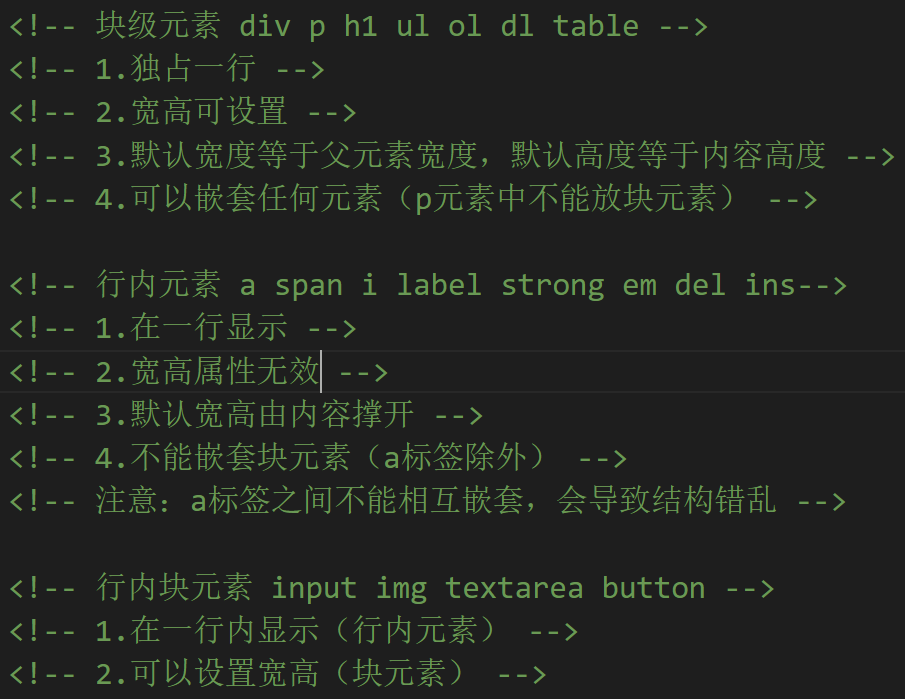 <!-- 块级元素 div p h1 ul ol dl table -->
<!-- 1.独占一行 -->
<!-- 2.宽高可设置 -->
<!-- 3.默认宽度等于父元素宽度，默认高度等于内容高度 -->
<!-- 4.可以嵌套任何元素（p元素中不能放块元素） -->
<!-- 行内元素 a span i label strong em del ins-->
<!-- 1.在一行显示 -->
<!-- 2.宽高属性无效 -->
<!-- 3.默认宽高由内容撑开 -->
<!-- 4.不能嵌套块元素（a标签除外） -->
<!-- 注意：a标签之间不能相互嵌套，会导致结构错乱 -->
<!-- 行内块元素 input img textarea button -->
<!-- 1.在一行内显示（行内元素） -->
<!-- 2.可以设置宽高（块元素） -->